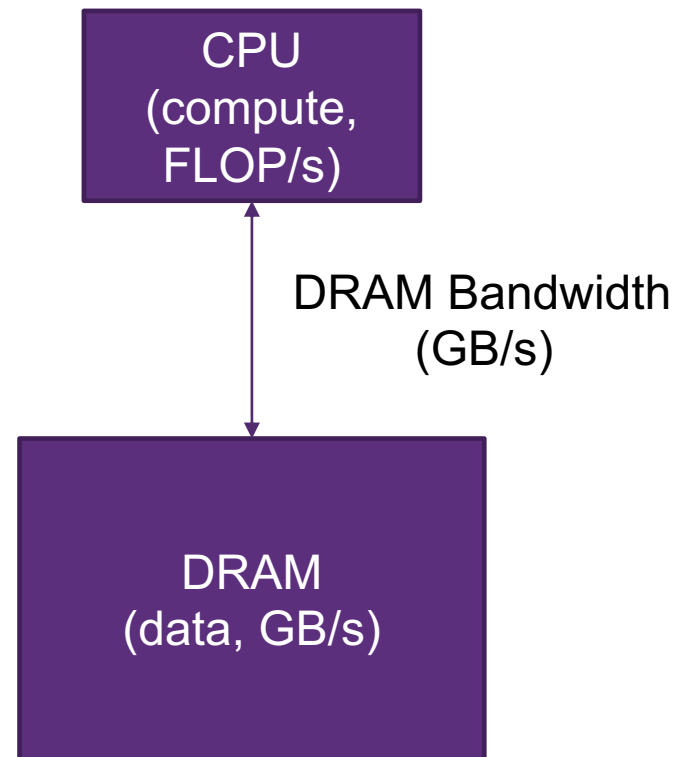 CPU
(compute,
FLOP/s)
DRAM Bandwidth
(GB/s)
DRAM
(data, GB/s)